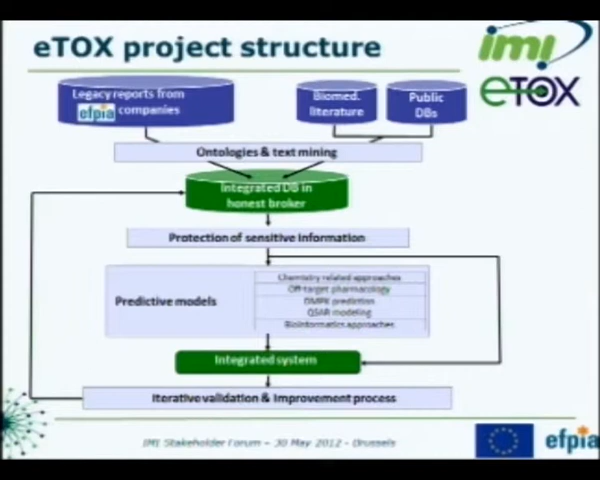 eTOX project structure
imi
eTOX
Legacy reports from
efpia companies
Biomed.
literature
Public
DBs
Ontologies & text mining
Integrated DB in
honest broker
Protection of sensitive information
Predictive models
Chemistry related approaches
Off-target pharmacology
DMPK prediction
QSAR modeling
Bioinformatics approaches
Integrated system
Iterative validation & improvement process
IMI Stakeholder Forum – 30 May 2012 - Brussels
efpia